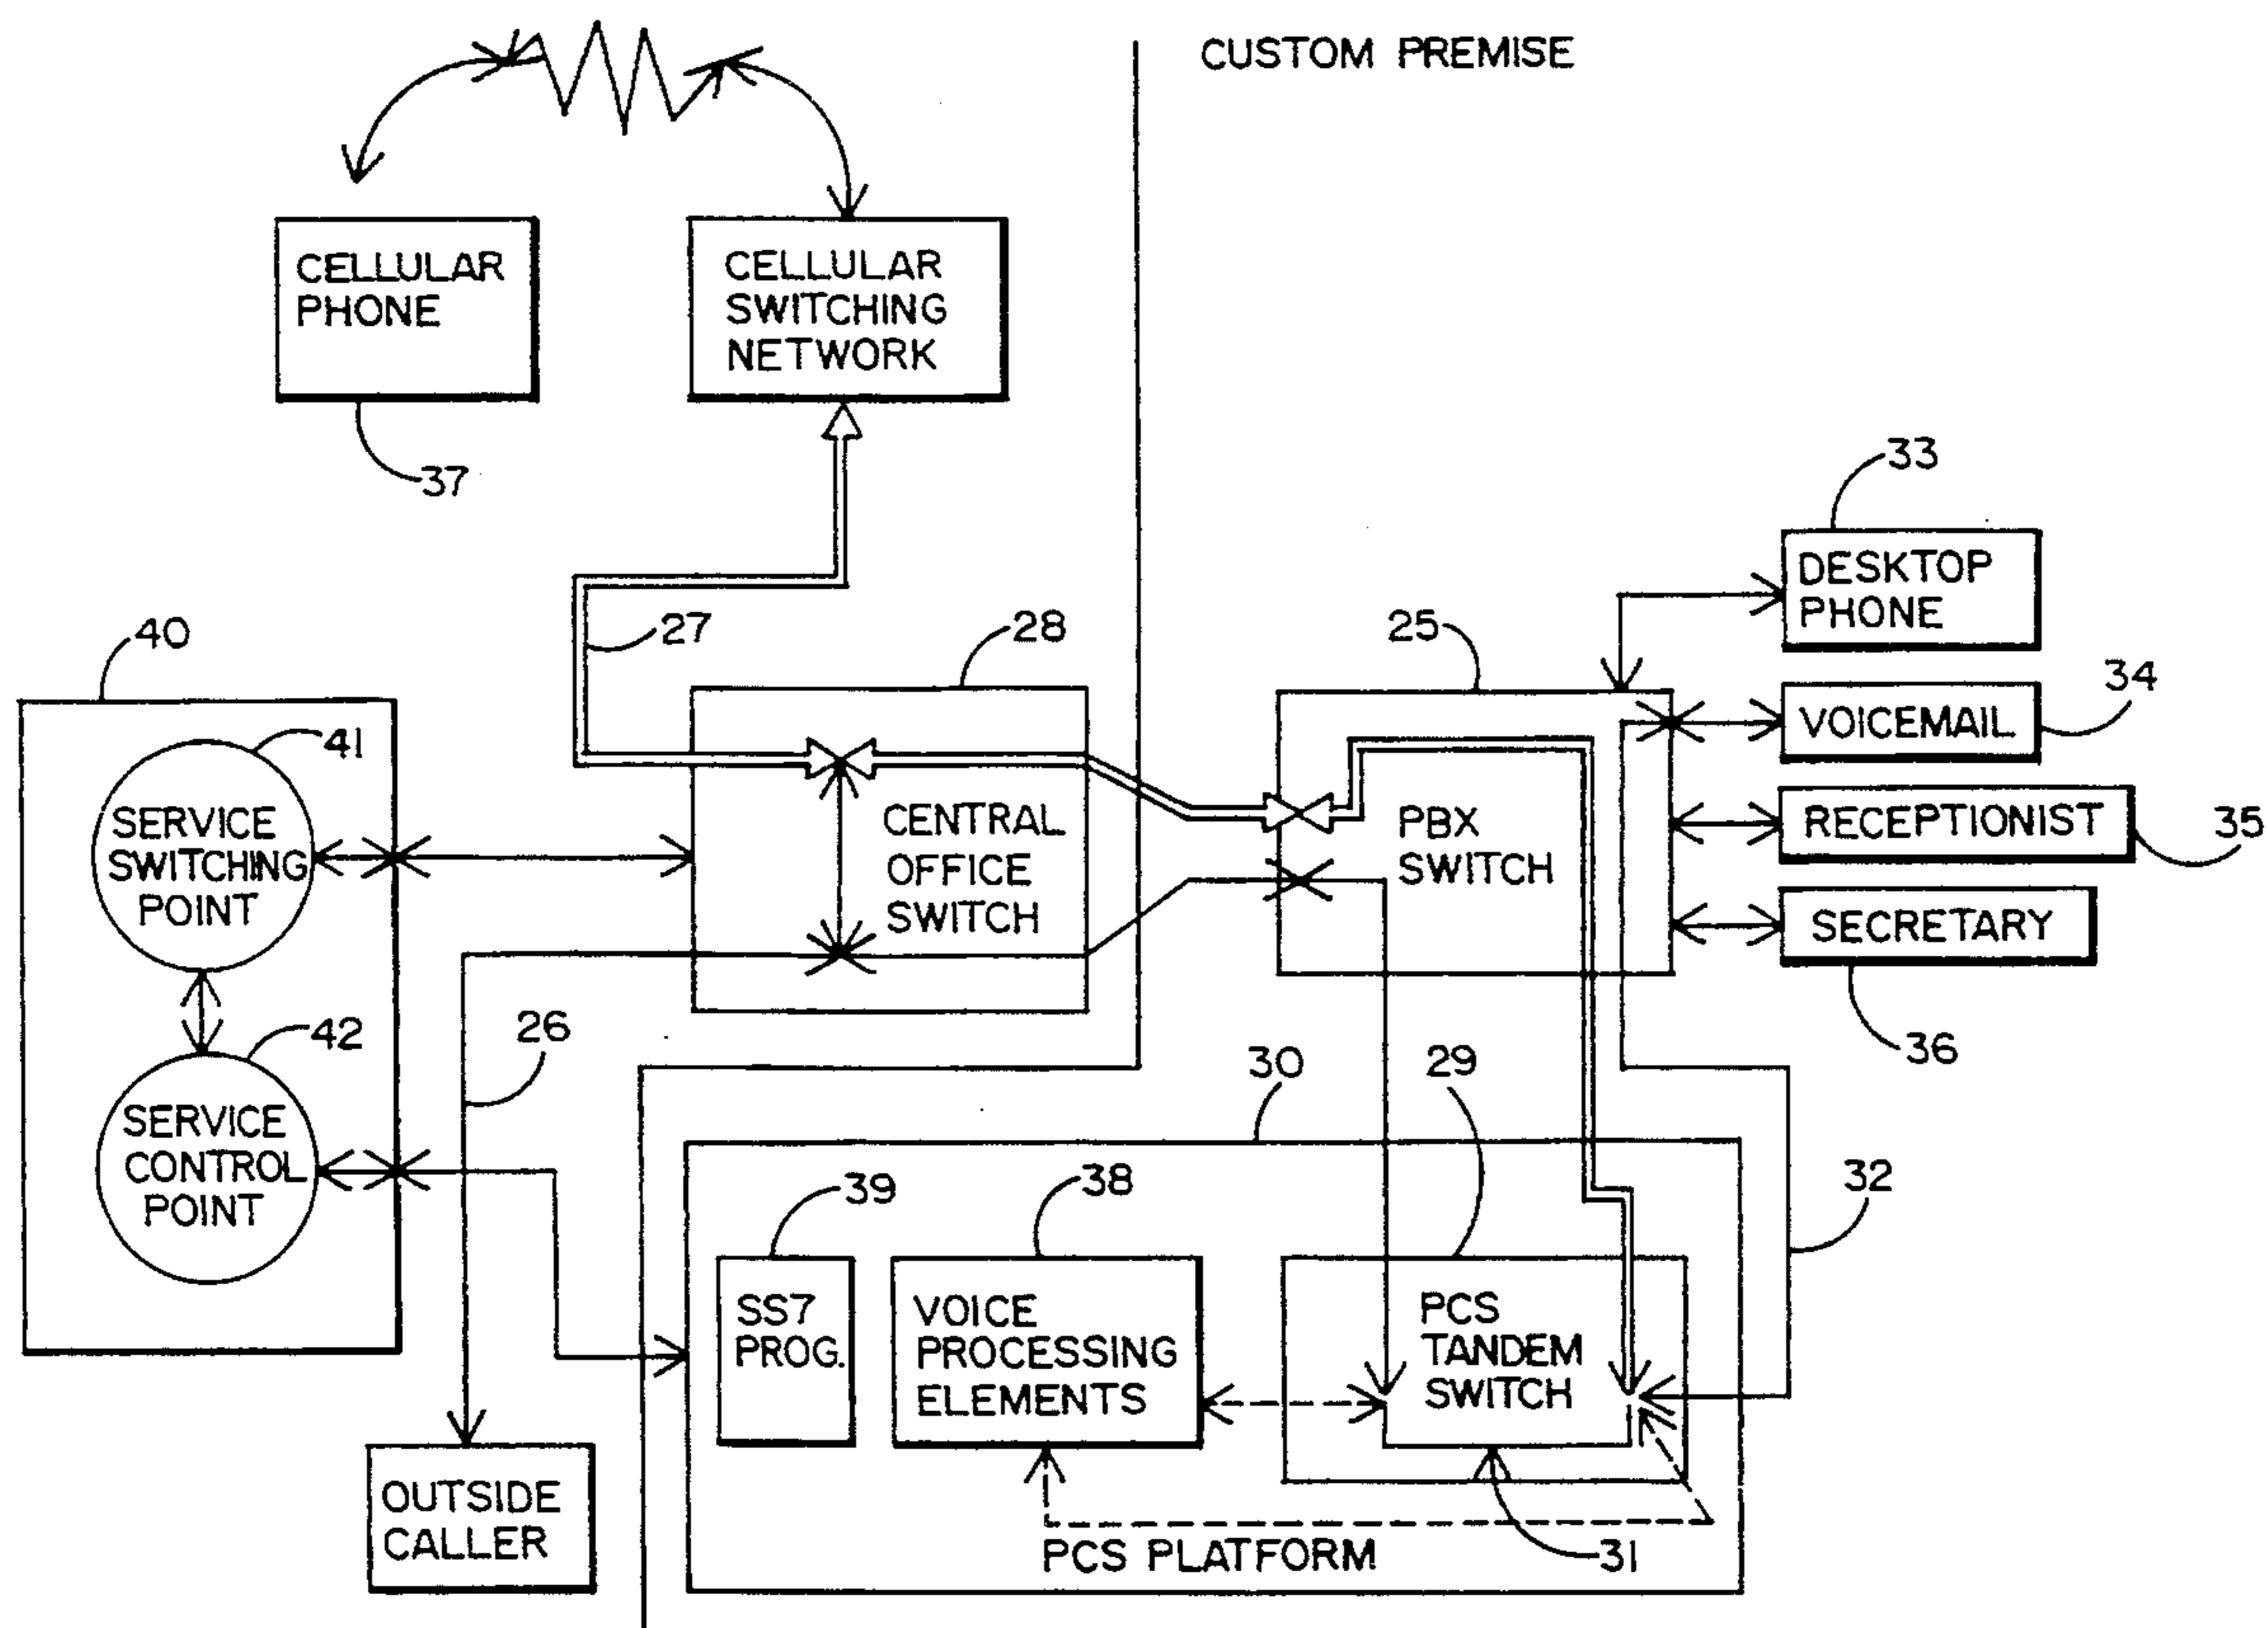 CUSTOM PREMISE
CELLULAR
PHONE
37
CELLULAR
SWITCHING
NETWORK
33
DESKTOP
PHONE
34
VOICEMAIL
RECEPTIONIST
35
SECRETARY
36
40
27
28
25
41
SERVICE
SWITCHING
POINT
CENTRAL
OFFICE
SWITCH
PBX
SWITCH
42
SERVICE
CONTROL
POINT
26
30
29
32
39
38
SS7
PROG.
VOICE
PROCESSING
ELEMENTS
PCS
TANDEM
SWITCH
OUTSIDE
CALLER
PCS PLATFORM
31